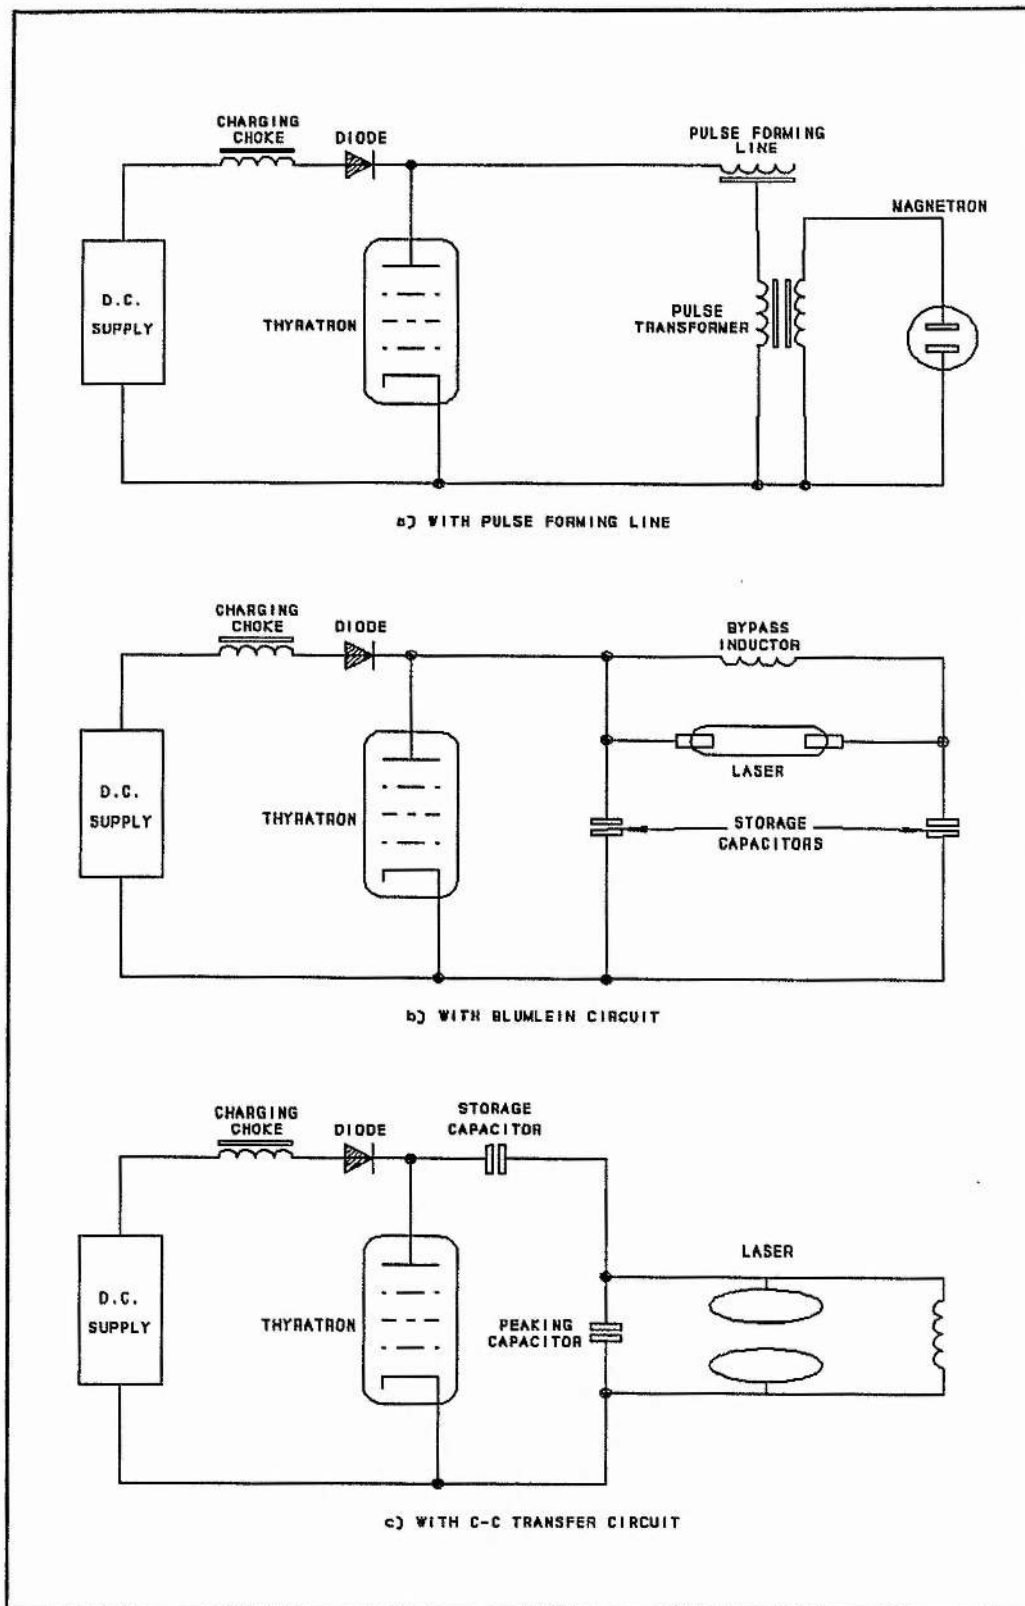 CHARGING
CHOKE
DIODE
PULSE FORMING
LINE
MAGNETRON
D.C.
SUPPLY
THYRATRON
PULSE
TRANSFORMER
a) WITH PULSE FORMING LINE
CHARGING
CHOKE
DIODE
BYPASS
INDUCTOR
LASER
D.C.
SUPPLY
THYRATRON
STORAGE
CAPACITORS
b) WITH BLUMLEIN CIRCUIT
CHARGING
CHOKE
DIODE
STORAGE
CAPACITOR
LASER
D.C.
SUPPLY
THYRATRON
PEAKING
CAPACITOR
c) WITH C-C TRANSFER CIRCUIT